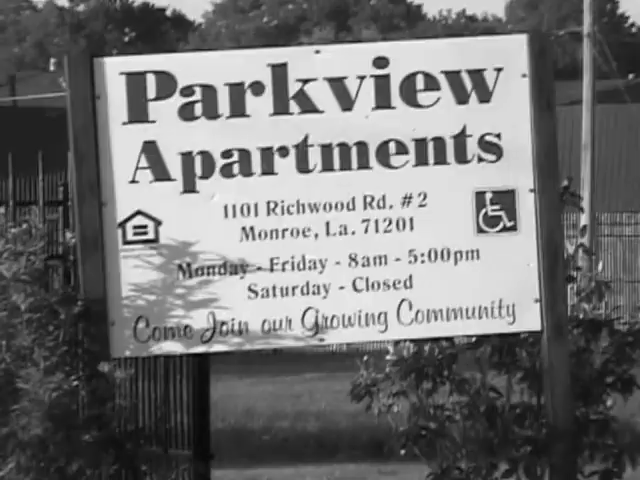 Parkview
Apartments
1101 Richwood Rd. #2
Monroe, La. 71201
Monday - Friday - 8am - 5:00pm
Saturday - Closed
Come Join our Growing Community